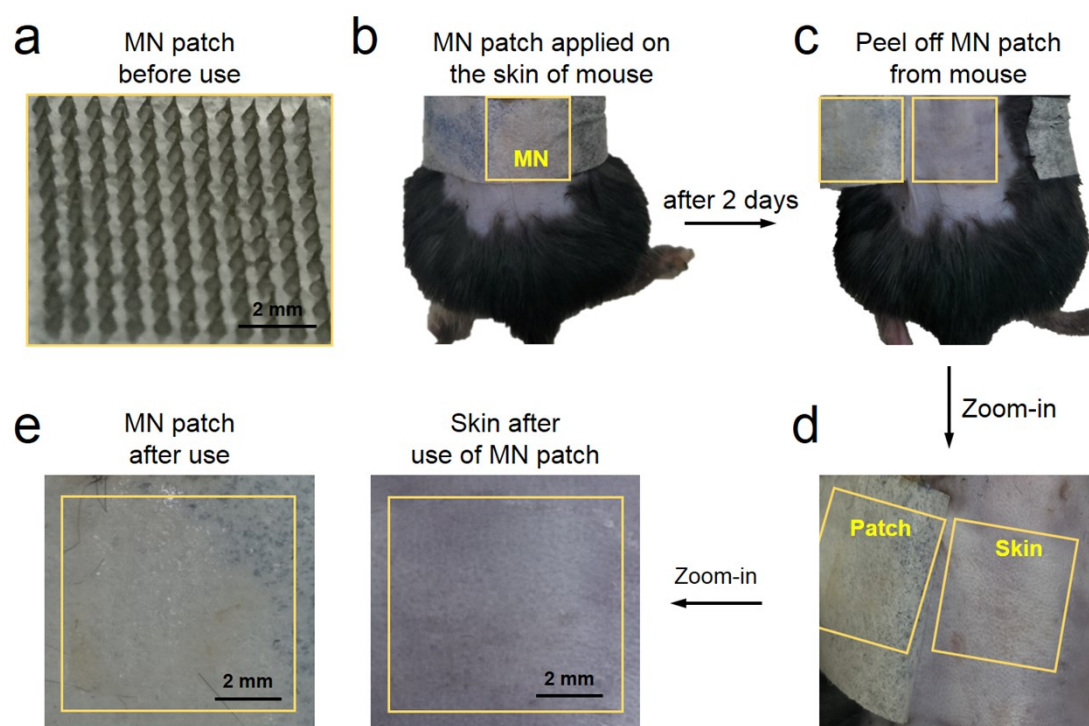 a
MN patch
before use
2 mm
b
MN patch applied on
the skin of mouse
MN
after 2 days
c
Peel off MN patch
from mouse
Zoom-in
d
Patch
Skin
Zoom-in
e
MN patch
after use
2 mm
Skin after
use of MN patch
2 mm